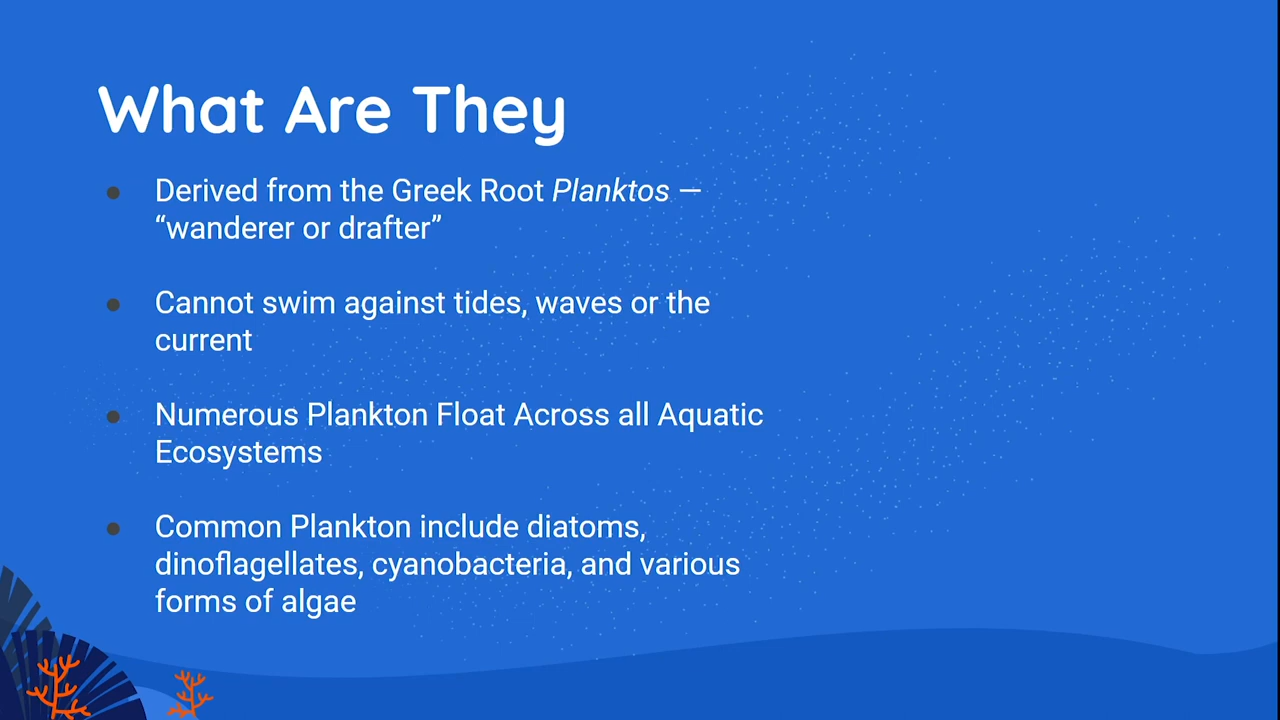 What Are They
● Derived from the Greek Root Planktos —
“wanderer or drafter”
● Cannot swim against tides, waves or the
current
● Numerous Plankton Float Across all Aquatic
Ecosystems
● Common Plankton include diatoms,
dinoflagellates, cyanobacteria, and various
forms of algae